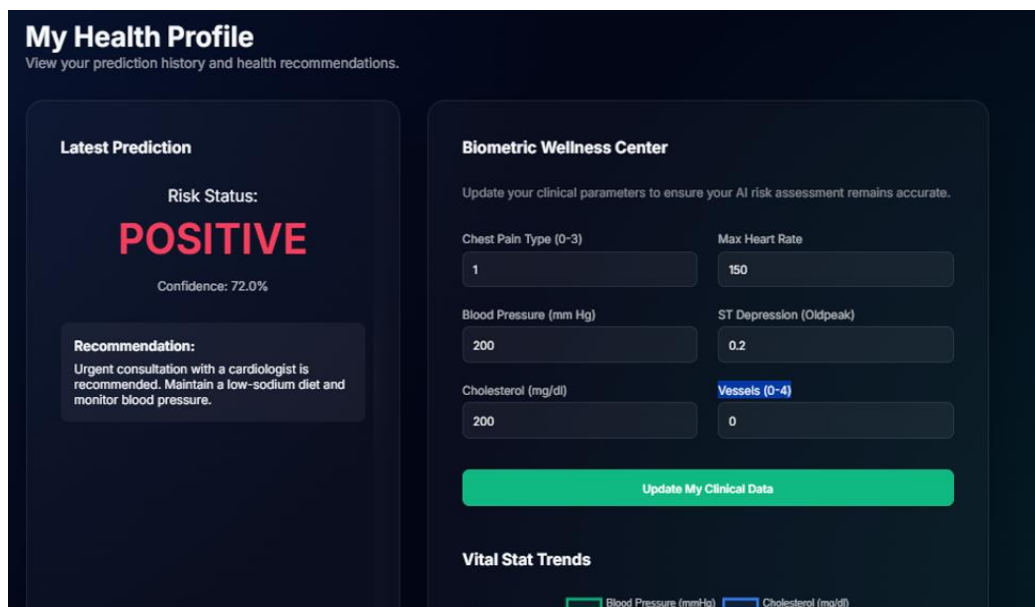 My Health Profile
View your prediction history and health recommendations.
Latest Prediction
Risk Status:
POSITIVE
Confidence: 72.0%
Recommendation:
Urgent consultation with a cardiologist is
recommended. Maintain a low-sodium diet and
monitor blood pressure.
Biometric Wellness Center
Update your clinical parameters to ensure your AI risk assessment remains accurate.
Chest Pain Type (0-3)
1
Max Heart Rate
150
Blood Pressure (mm Hg)
200
ST Depression (Oldpeak)
0.2
Cholesterol (mg/dl)
200
Vessels (0-4)
0
Update My Clinical Data
Vital Stat Trends
Blood Pressure (mmHg)
Cholesterol (mg/dl)